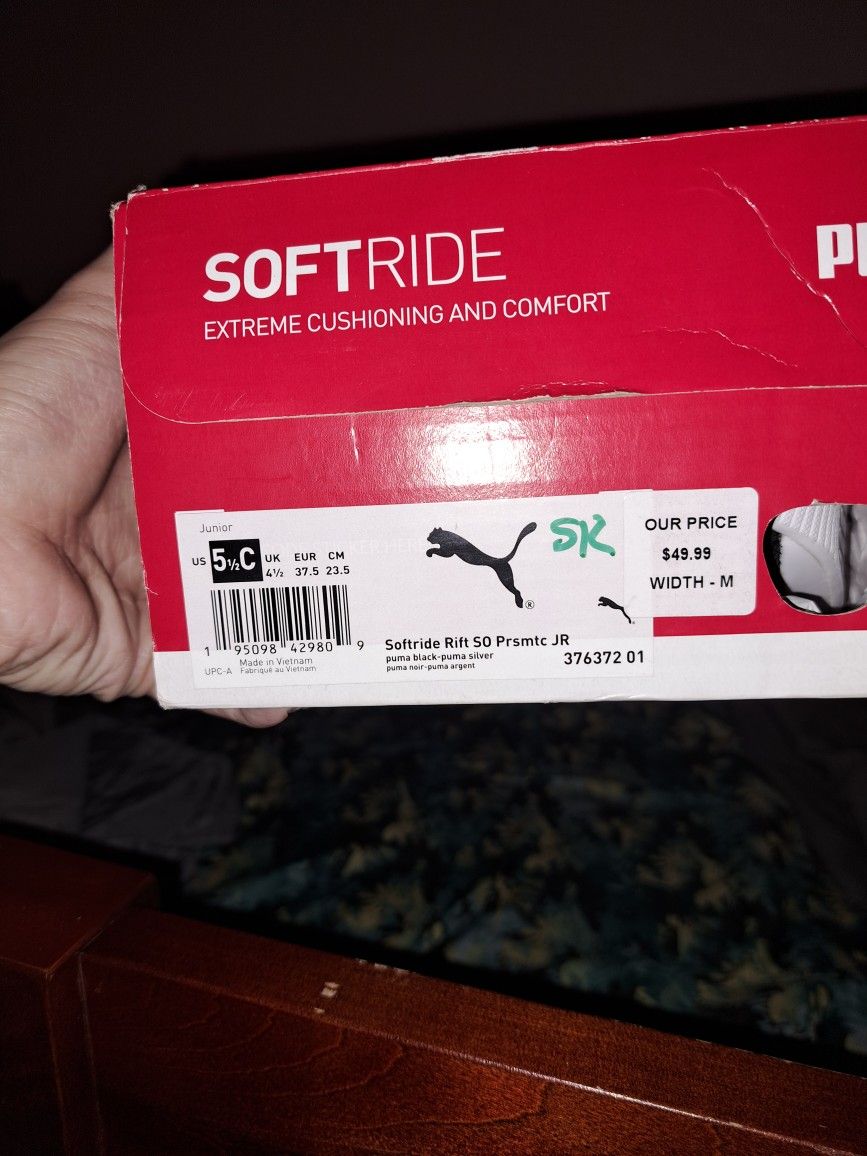 SOFTRIDE
EXTREME CUSHIONING AND COMFORT
Junior
US 5½C UK 4½ EUR 37.5 CM 23.5
SK
®
OUR PRICE
$49.99
WIDTH - M
1 95098 42980 9
UPC-A Made in Vietnam
Fabriqué au Vietnam
Softride Rift SO Prsmtc JR
puma black-puma silver
puma noir-puma argent
376372 01